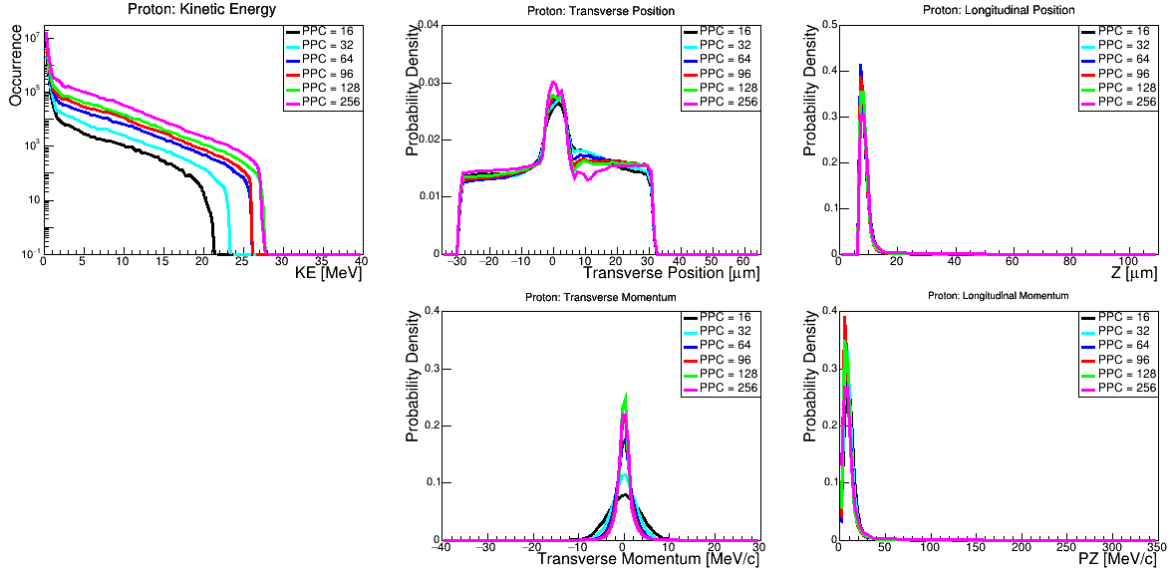 Proton: Kinetic Energy
Occurrence
10^7
10^5
10^3
10
10^-1
0 5 10 15 20 25 30 35 40
KE [MeV]
PPC = 16
PPC = 32
PPC = 64
PPC = 96
PPC = 128
PPC = 256
Proton: Transverse Position
Probability Density
0.04
0.03
0.02
0.01
0
−30 −20 −10 0 10 20 30 40 50 60
Transverse Position [μm]
PPC = 16
PPC = 32
PPC = 64
PPC = 96
PPC = 128
PPC = 256
Proton: Longitudinal Position
Probability Density
0.5
0.4
0.3
0.2
0.1
0
0 20 40 60 80 100
Z [μm]
PPC = 16
PPC = 32
PPC = 64
PPC = 96
PPC = 128
PPC = 256
Proton: Transverse Momentum
Probability Density
0.4
0.3
0.2
0.1
0
−40 −30 −20 −10 0 10 20 30
Transverse Momentum [MeV/c]
PPC = 16
PPC = 32
PPC = 64
PPC = 96
PPC = 128
PPC = 256
Proton: Longitudinal Momentum
Probability Density
0.4
0.3
0.2
0.1
0
0 50 100 150 200 250 300 350
PZ [MeV/c]
PPC = 16
PPC = 32
PPC = 64
PPC = 96
PPC = 128
PPC = 256